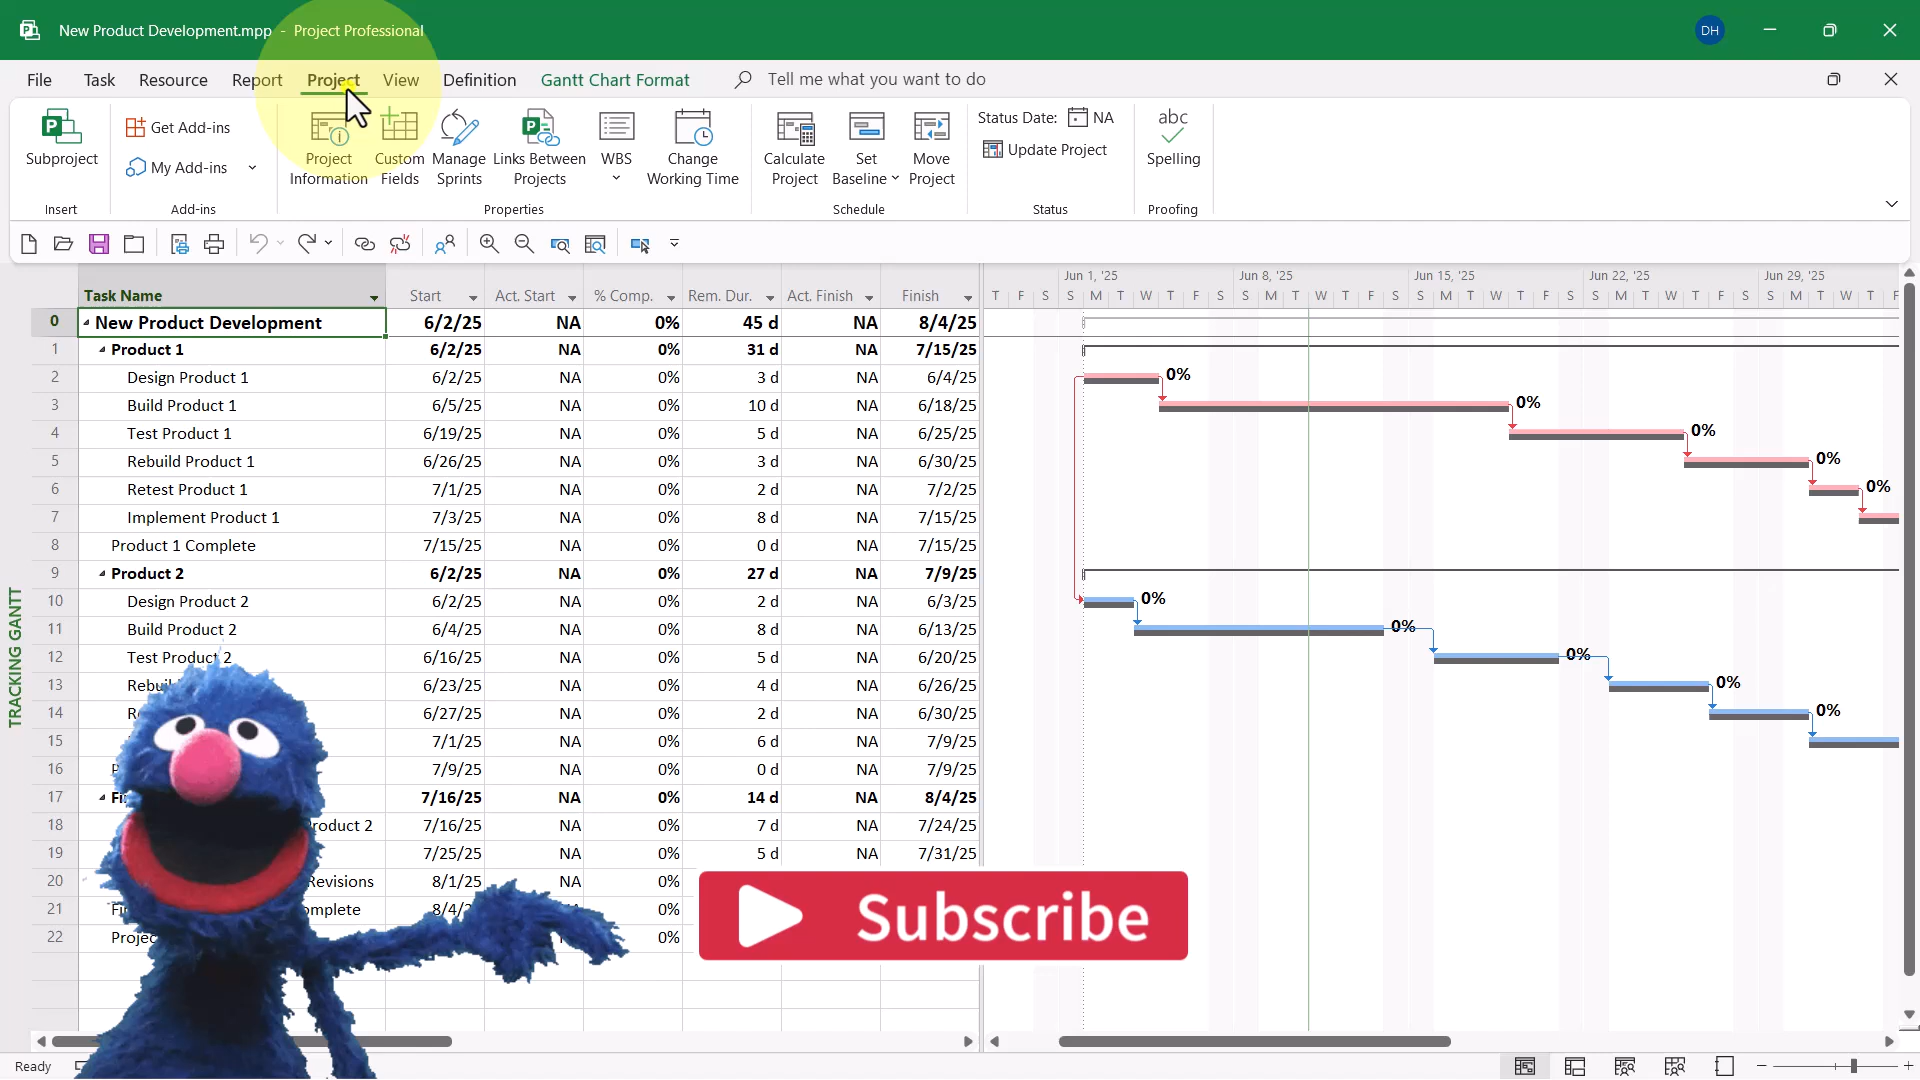 New Product Development.mpp - Project Professional
DH
File Task Resource Report Project View Definition Gantt Chart Format Tell me what you want to do
Subproject
Get Add-ins
My Add-ins
Project Information
Custom Fields
Manage Sprints
Links Between Projects
WBS
Change Working Time
Calculate Project
Set Baseline
Move Project
Status Date: NA
Update Project
abc
Spelling
Insert Add-ins Properties Schedule Status Proofing
Jun 1, '25 Jun 8, '25 Jun 15, '25 Jun 22, '25 Jun 29, '25
Task Name Start Act. Start % Comp. Rem. Dur. Act. Finish Finish
T F S S M T W T F S S M T W T F S S M T W T F S S M T W T F S S M T W T F
0 New Product Development 6/2/25 NA 0% 45 d NA 8/4/25
1 Product 1 6/2/25 NA 0% 31 d NA 7/15/25
2 Design Product 1 6/2/25 NA 0% 3 d NA 6/4/25 0%
3 Build Product 1 6/5/25 NA 0% 10 d NA 6/18/25 0%
4 Test Product 1 6/19/25 NA 0% 5 d NA 6/25/25 0%
5 Rebuild Product 1 6/26/25 NA 0% 3 d NA 6/30/25 0%
6 Retest Product 1 7/1/25 NA 0% 2 d NA 7/2/25 0%
7 Implement Product 1 7/3/25 NA 0% 8 d NA 7/15/25
8 Product 1 Complete 7/15/25 NA 0% 0 d NA 7/15/25
9 Product 2 6/2/25 NA 0% 27 d NA 7/9/25
10 Design Product 2 6/2/25 NA 0% 2 d NA 6/3/25 0%
11 Build Product 2 6/4/25 NA 0% 8 d NA 6/13/25 0%
12 Test Product 2 6/16/25 NA 0% 5 d NA 6/20/25 0%
13 6/23/25 NA 0% 4 d NA 6/26/25 0%
14 6/27/25 NA 0% 2 d NA 6/30/25 0%
15 7/1/25 NA 0% 6 d NA 7/9/25
16 7/9/25 NA 0% 0 d NA 7/9/25
17 7/16/25 NA 0% 14 d NA 8/4/25
18 Product 2 7/16/25 NA 0% 7 d NA 7/24/25
19 7/25/25 NA 0% 5 d NA 7/31/25
20 Revisions 8/1/25 NA 0%
21 0%
22 0%
TRACKING GANTT
Subscribe
Ready